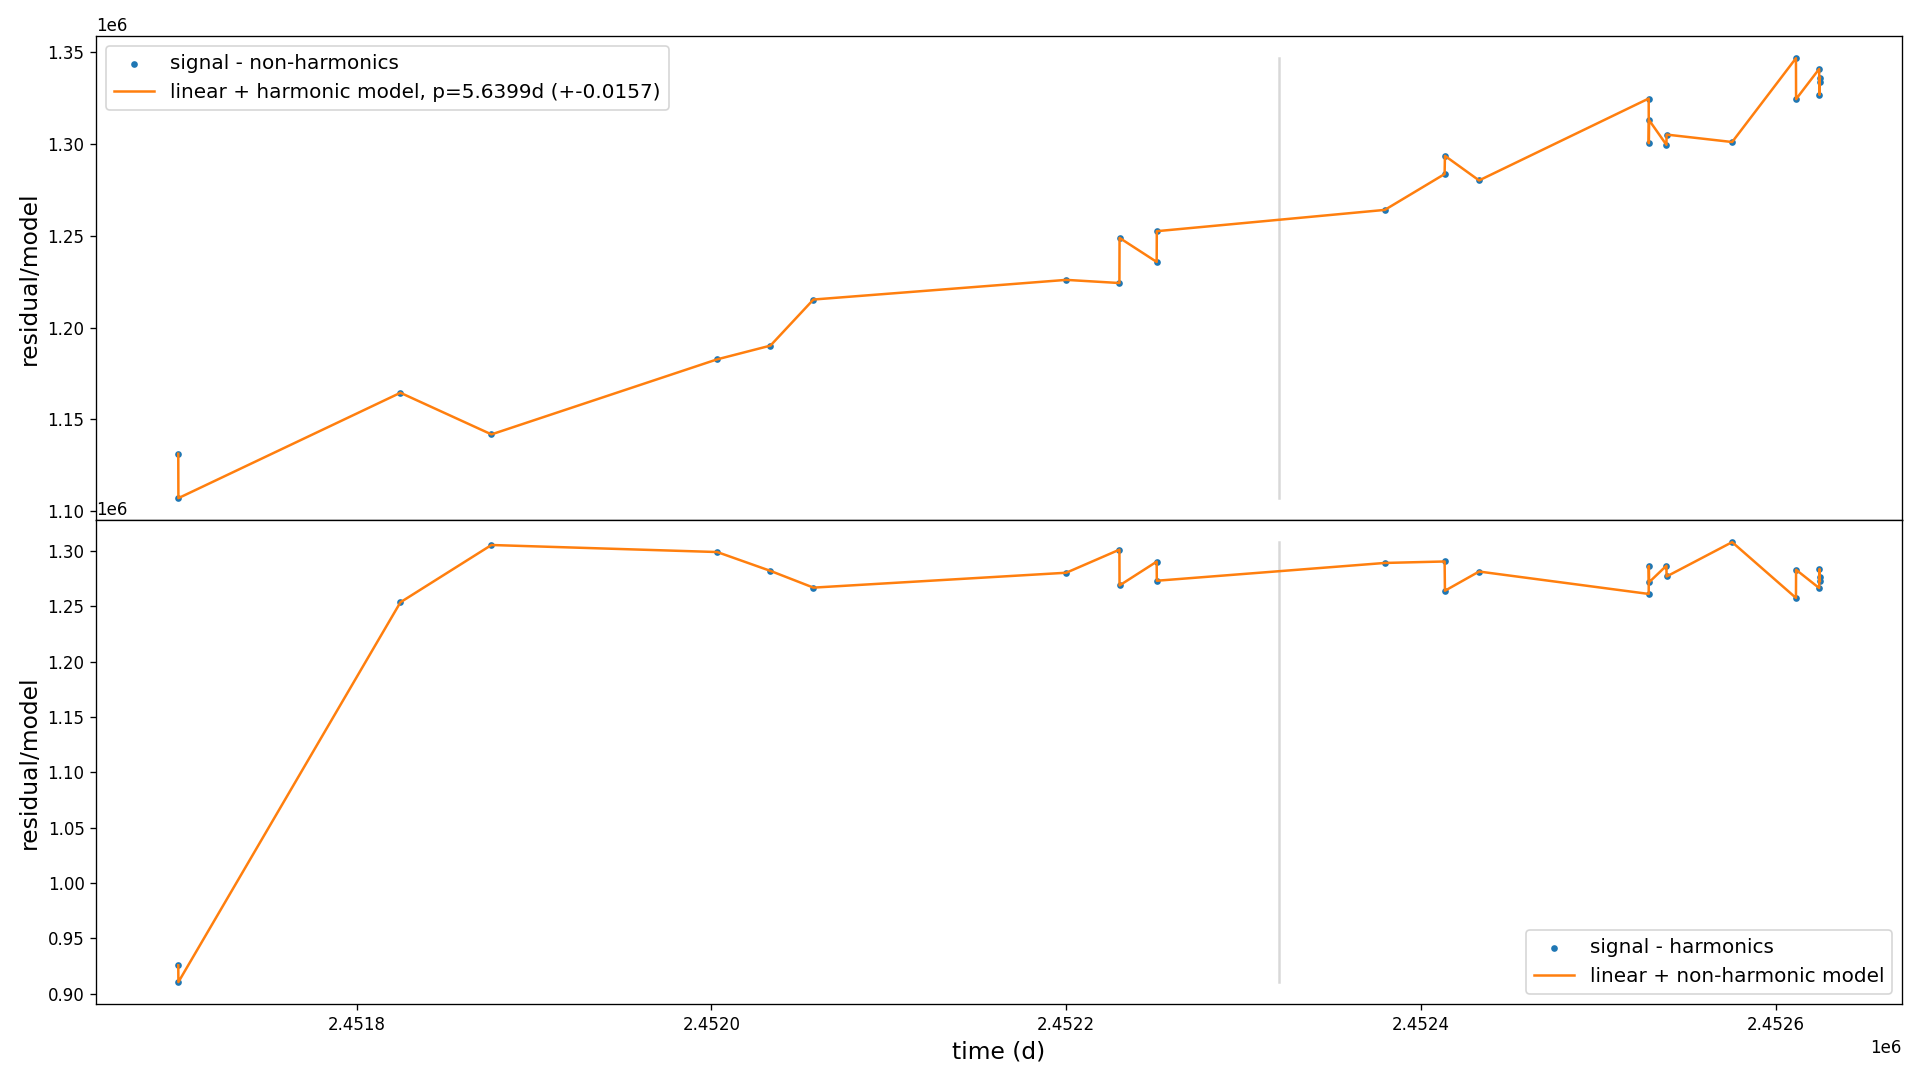 1e6
1.35
1.30
1.25
1.20
1.15
1.10
residual/model
signal - non-harmonics
linear + harmonic model, p=5.6399d (+-0.0157)
1e6
1.30
1.25
1.20
1.15
1.10
1.05
1.00
0.95
0.90
residual/model
signal - harmonics
linear + non-harmonic model
2.4518
2.4520
2.4522
2.4524
2.4526
1e6
time (d)